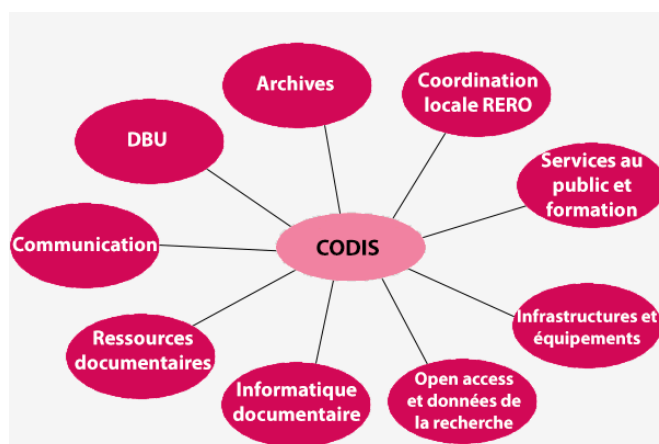 Archives
Coordination
locale RERO
DBU
Services au
public et
formation
Communication
CODIS
Infrastructures et
équipements
Ressources
documentaires
Informatique
documentaire
Open access
et données de
la recherche